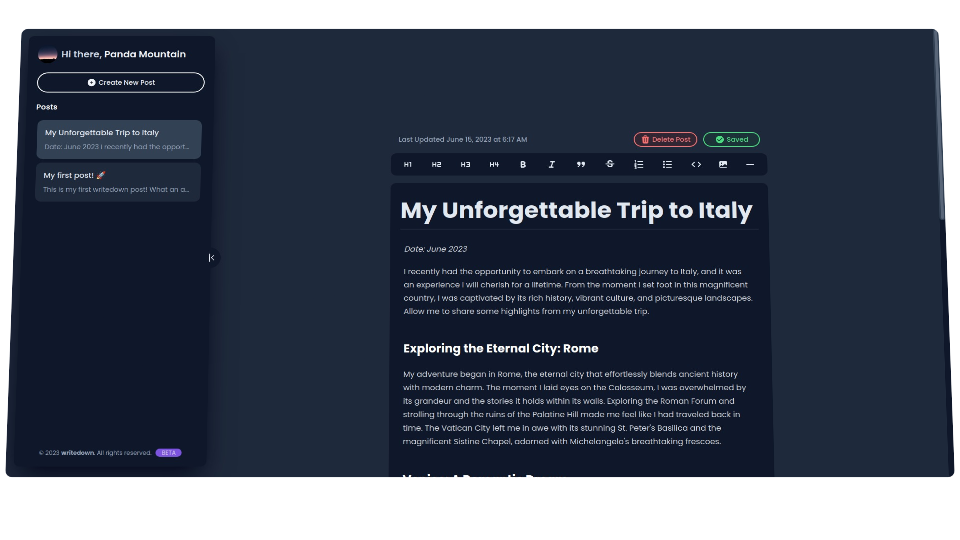 Hi there, Panda Mountain
Create New Post
Posts
My Unforgettable Trip to Italy
Date: June 2023 I recently had the opport...
My first post! 🚀
This is my first writedown post! What an a...
© 2023 writedown. All rights reserved. BETA
Last Updated June 15, 2023 at 6:17 AM
Delete Post
Saved
H1 H2 H3 H4 B I
My Unforgettable Trip to Italy
Date: June 2023
I recently had the opportunity to embark on a breathtaking journey to Italy, and it was
an experience I will cherish for a lifetime. From the moment I set foot in this magnificent
country, I was captivated by its rich history, vibrant culture, and picturesque landscapes.
Allow me to share some highlights from my unforgettable trip.
Exploring the Eternal City: Rome
My adventure began in Rome, the eternal city that effortlessly blends ancient history
with modern charm. The moment I laid eyes on the Colosseum, I was overwhelmed by
its grandeur and the stories it holds within its walls. Exploring the Roman Forum and
strolling through the ruins of the Palatine Hill made me feel like I had traveled back in
time. The Vatican City left me in awe with its stunning St. Peter's Basilica and the
magnificent Sistine Chapel, adorned with Michelangelo's breathtaking frescoes.